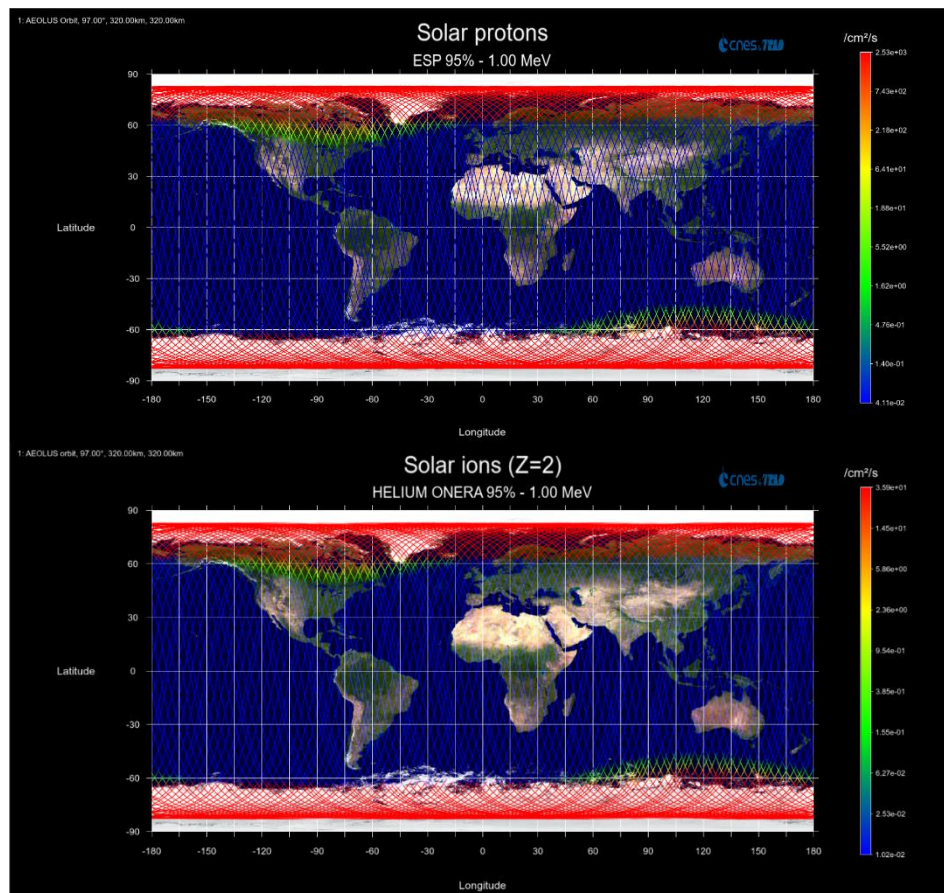 1: AEOLUS Orbit, 97.00°, 320.00km, 320.00km
Solar protons
ESP 95% - 1.00 MeV
cnes & TRAD
/cm²/s
2.53e+03
7.43e+02
2.18e+02
6.41e+01
1.88e+01
5.52e+00
1.62e+00
4.76e-01
1.40e-01
4.11e-02
Latitude
90
60
30
0
-30
-60
-90
-180 -150 -120 -90 -60 -30 0 30 60 90 120 150 180
Longitude
1: AEOLUS orbit, 97.00°, 320.00km, 320.00km
Solar ions (Z=2)
HELIUM ONERA 95% - 1.00 MeV
cnes & TRAD
/cm²/s
3.59e+01
1.45e+01
5.86e+00
2.36e+00
9.54e-01
3.85e-01
1.55e-01
6.27e-02
2.53e-02
1.02e-02
Latitude
90
60
30
0
-30
-60
-90
-180 -150 -120 -90 -60 -30 0 30 60 90 120 150 180
Longitude